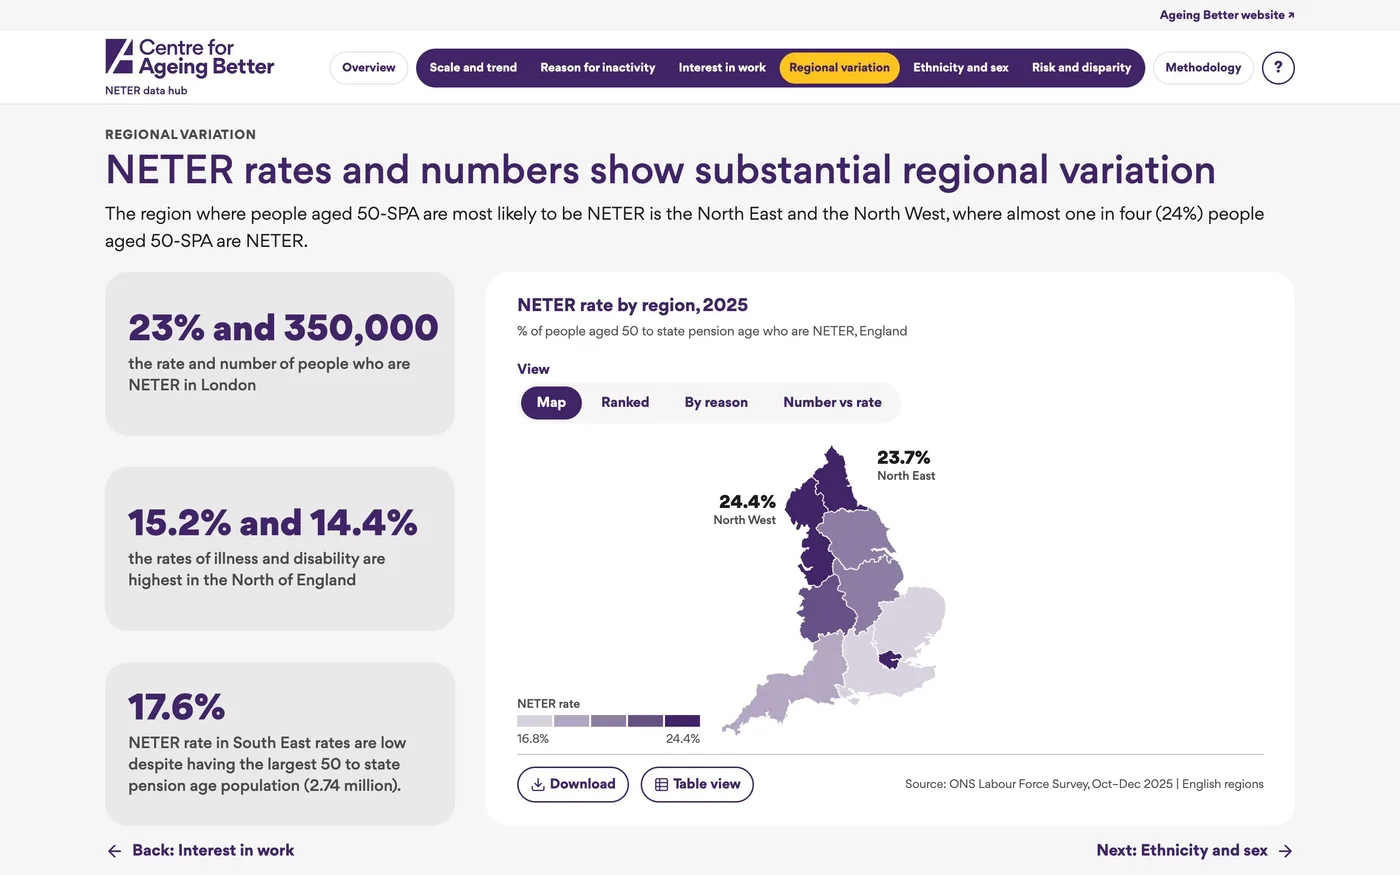 Ageing Better website ↗
Centre for
Ageing Better
NETER data hub
Overview
Scale and trend
Reason for inactivity
Interest in work
Regional variation
Ethnicity and sex
Risk and disparity
Methodology
?
REGIONAL VARIATION
NETER rates and numbers show substantial regional variation
The region where people aged 50-SPA are most likely to be NETER is the North East and the North West, where almost one in four (24%) people
aged 50-SPA are NETER.
23% and 350,000
the rate and number of people who are
NETER in London
15.2% and 14.4%
the rates of illness and disability are
highest in the North of England
17.6%
NETER rate in South East rates are low
despite having the largest 50 to state
pension age population (2.74 million).
NETER rate by region, 2025
% of people aged 50 to state pension age who are NETER, England
View
Map
Ranked
By reason
Number vs rate
23.7%
North East
24.4%
North West
NETER rate
16.8%
24.4%
Download
Table view
Source: ONS Labour Force Survey, Oct–Dec 2025 | English regions
← Back: Interest in work
Next: Ethnicity and sex →